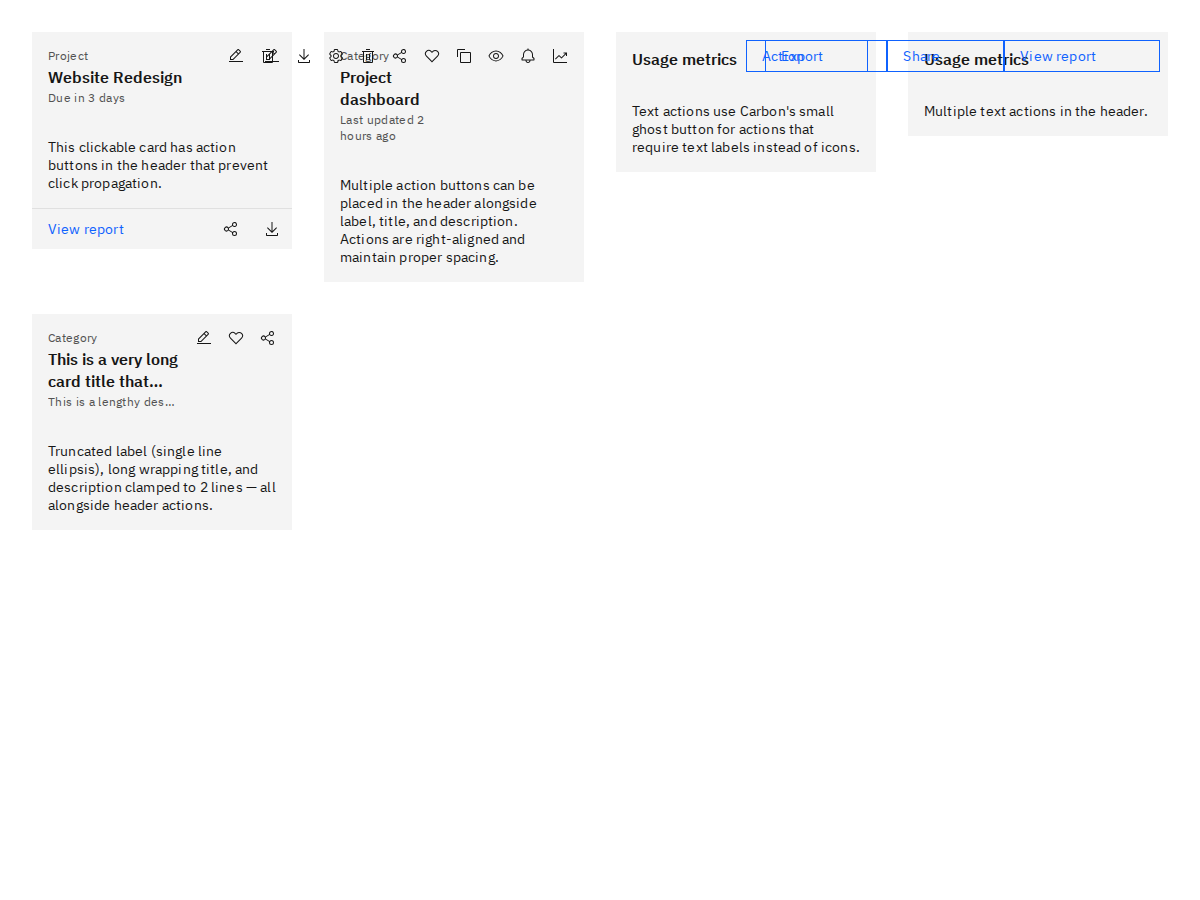 Project
Website Redesign
Due in 3 days
This clickable card has action
buttons in the header that prevent
click propagation.
View report
Category
Project
dashboard
Last updated 2
hours ago
Multiple action buttons can be
placed in the header alongside
label, title, and description.
Actions are right-aligned and
maintain proper spacing.
Usage metrics
Action
Text actions use Carbon's small
ghost button for actions that
require text labels instead of icons.
Usage metrics
Export
Share
View report
Multiple text actions in the header.
Category
This is a very long
card title that...
This is a lengthy des...
Truncated label (single line
ellipsis), long wrapping title, and
description clamped to 2 lines — all
alongside header actions.